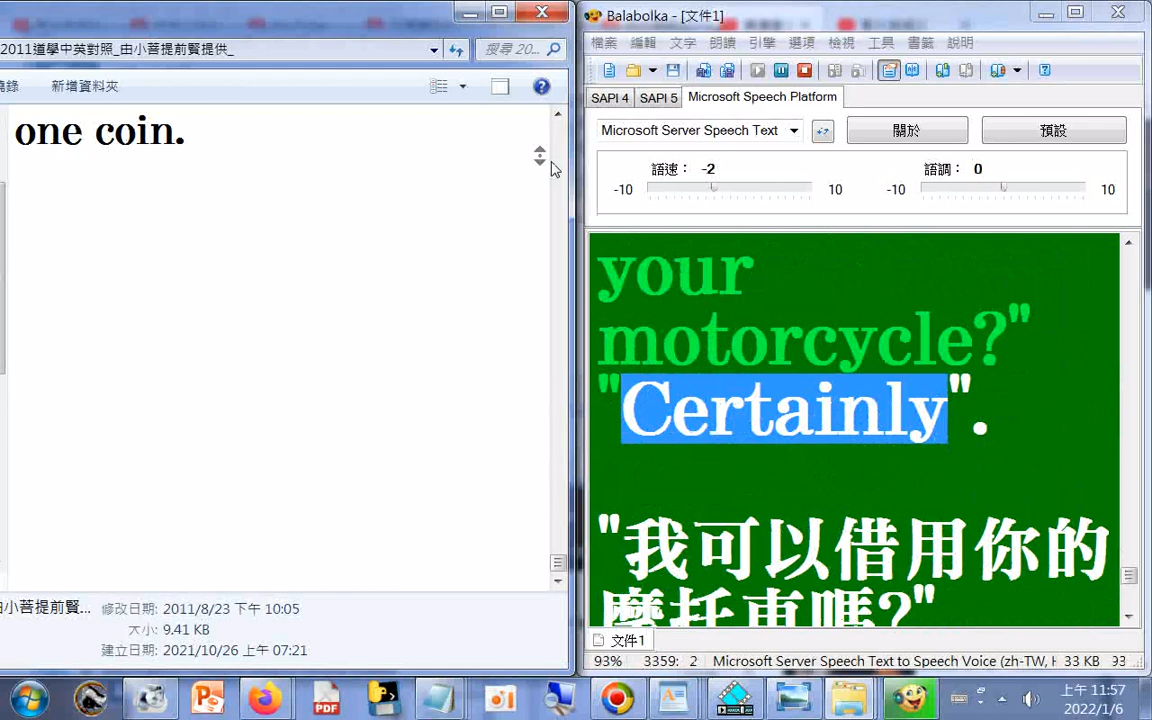 2011道學中英對照_由小菩提前賢提供_
搜尋 20...
燒錄
新增資料夾
one coin.
由小菩提前賢...
修改日期: 2011/8/23 下午 10:05
大小: 9.41 KB
建立日期: 2021/10/26 上午 07:21
Balabolka - [文件1]
檔案 編輯 文字 朗讀 引擎 選項 檢視 工具 書籤 說明
SAPI 4 SAPI 5 Microsoft Speech Platform
Microsoft Server Speech Text
關於
預設
語速： -2
-10 10
語調： 0
-10 10
your
motorcycle?"
"Certainly".
"我可以借用你的
摩托車嗎?"
文件1
93% 3359: 2 Microsoft Server Speech Text to Speech Voice (zh-TW, H 33 KB 33
PDF
上午 11:57
2022/1/6